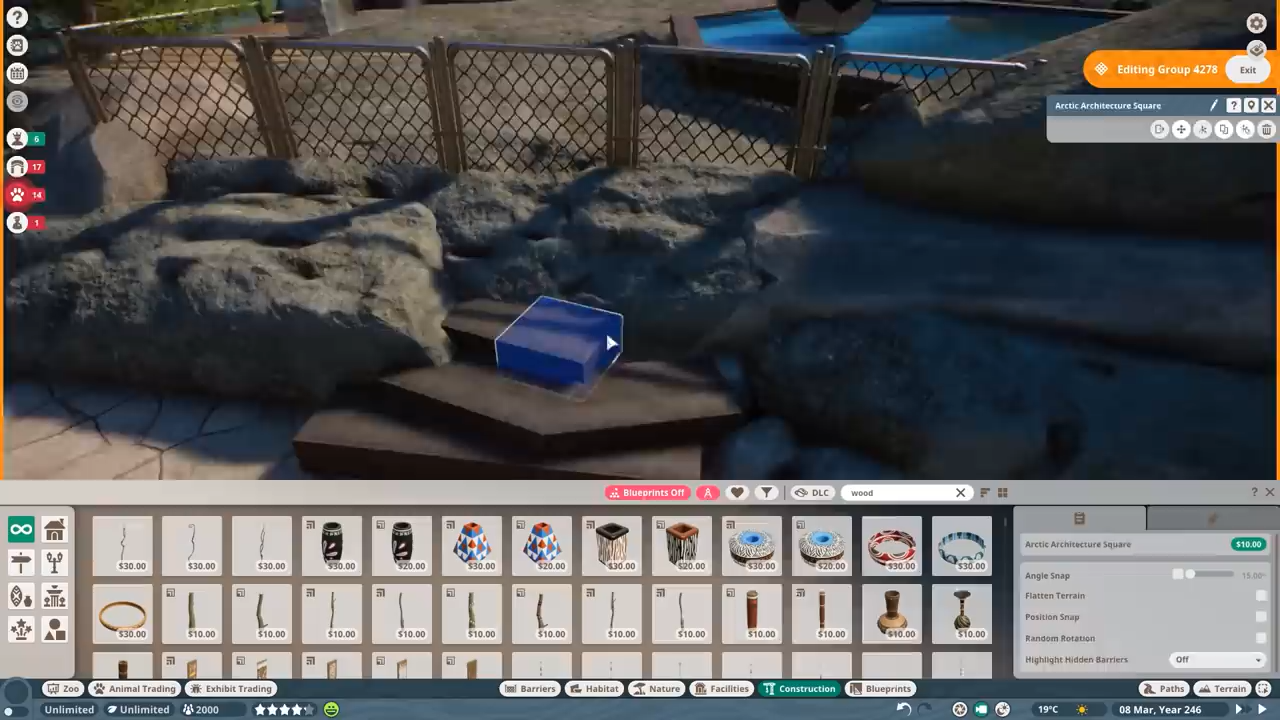 Editing Group 4278
Exit
Arctic Architecture Square
?
6
17
14
1
Blueprints Off
DLC
wood
?
$30.00 $30.00 $30.00 $30.00 $20.00 $30.00 $20.00 $30.00 $20.00 $30.00 $20.00 $30.00 $30.00
$30.00 $10.00 $10.00 $10.00 $10.00 $10.00 $10.00 $10.00 $10.00 $10.00 $10.00 $10.00 $10.00
Arctic Architecture Square $10.00
Angle Snap 15.00°
Flatten Terrain
Position Snap
Random Rotation
Highlight Hidden Barriers Off
Zoo Animal Trading Exhibit Trading Barriers Habitat Nature Facilities Construction Blueprints Paths Terrain
Unlimited Unlimited 2000 19°C 08 Mar, Year 246